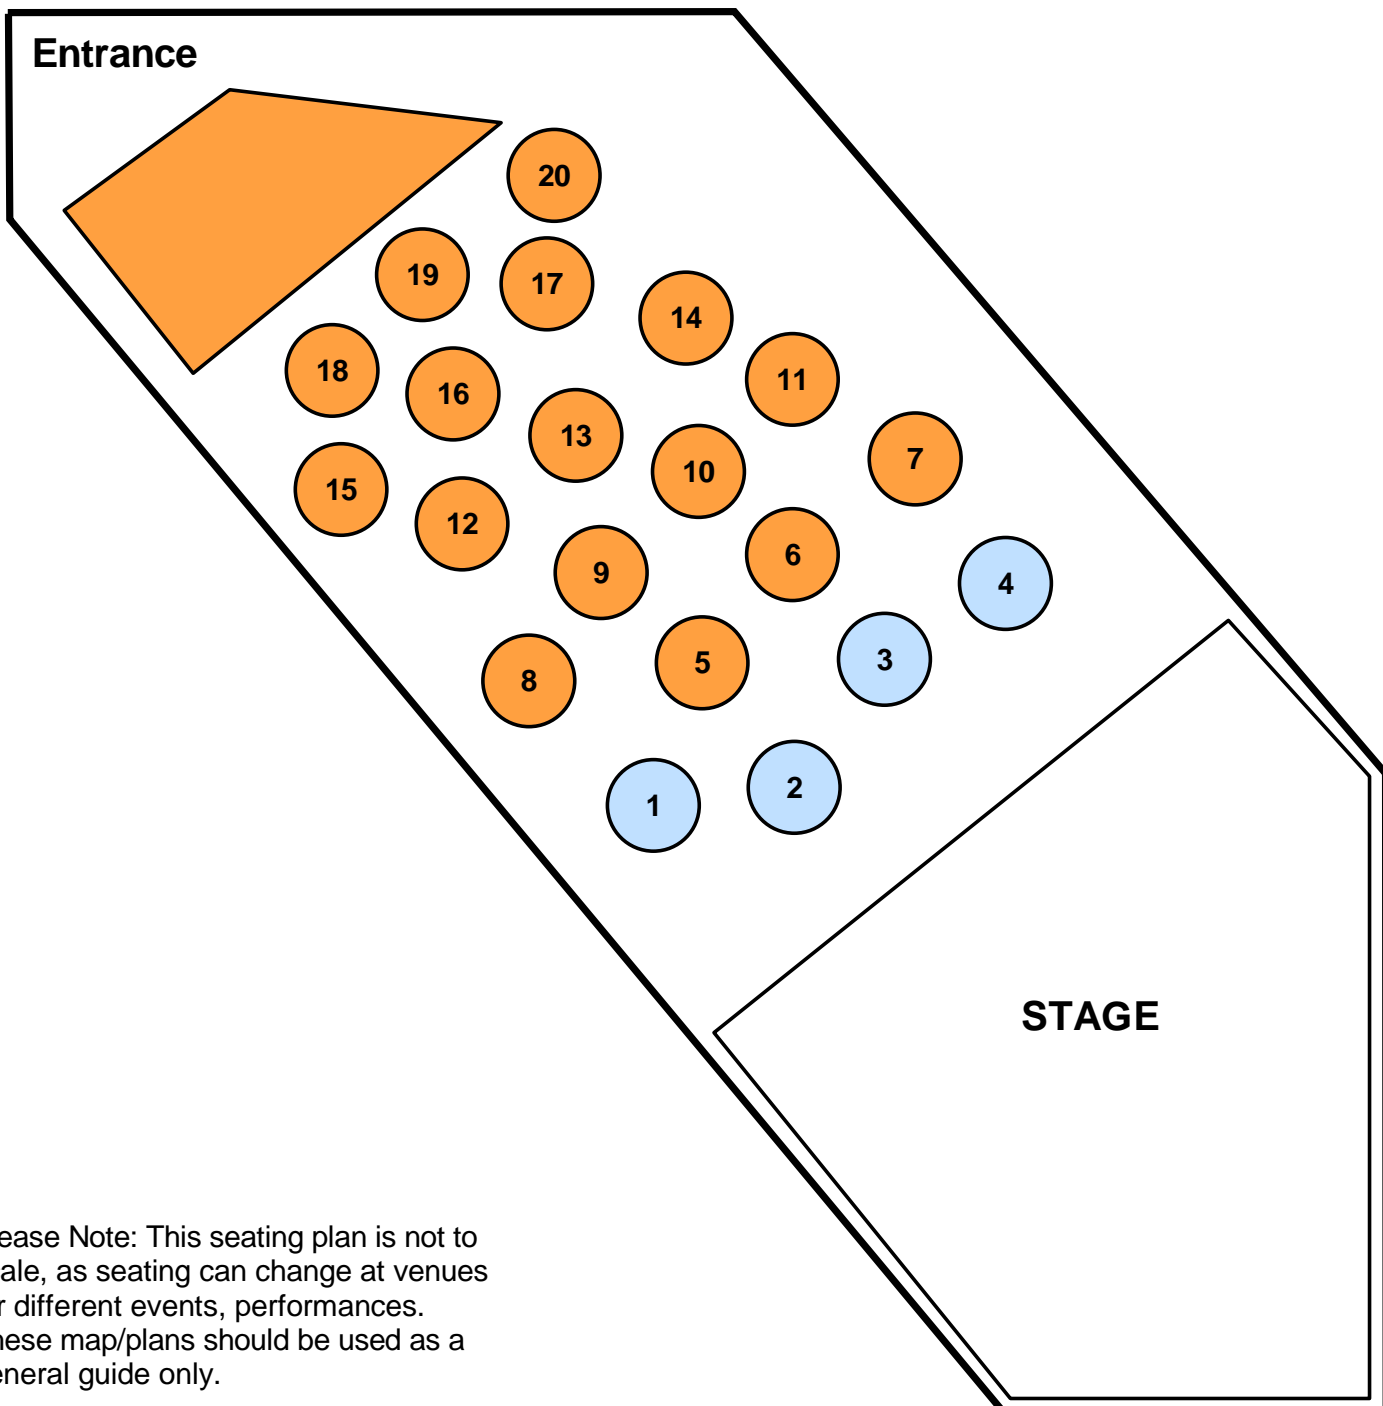 Entrance
20
19
17
14
18
16
11
13
10
7
15
12
9
6
4
8
5
3
1
2
STAGE
ease Note: This seating plan is not to
ale, as seating can change at venues
r different events, performances.
nese map/plans should be used as a
eneral guide only.